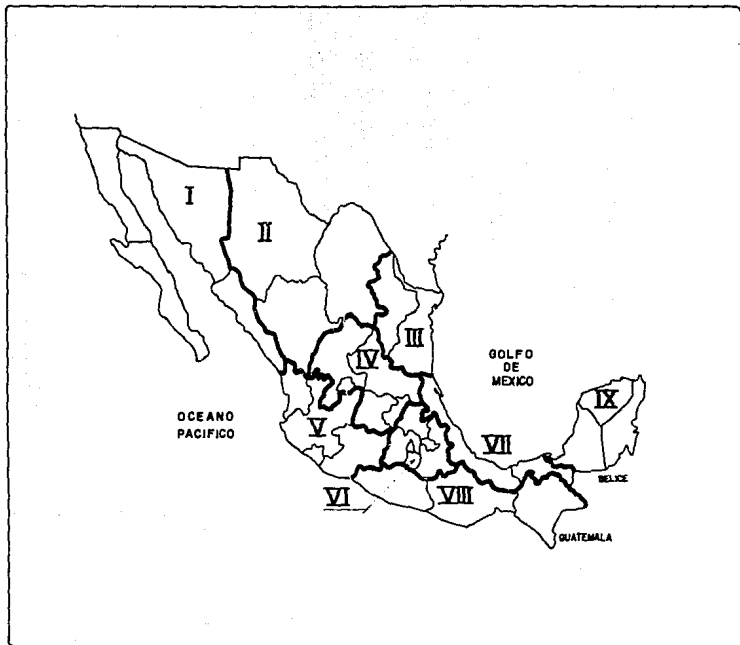 I
II
III
IV
GOLFO
DE
MEXICO
IX
OCEANO
PACIFICO
V
VII
VI
VIII
BELICE
GUATEMALA